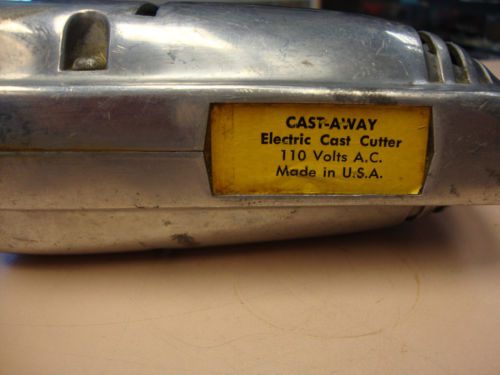 CAST-AWAY
Electric Cast Cutter
110 Volts A.C.
Made in U.S.A.